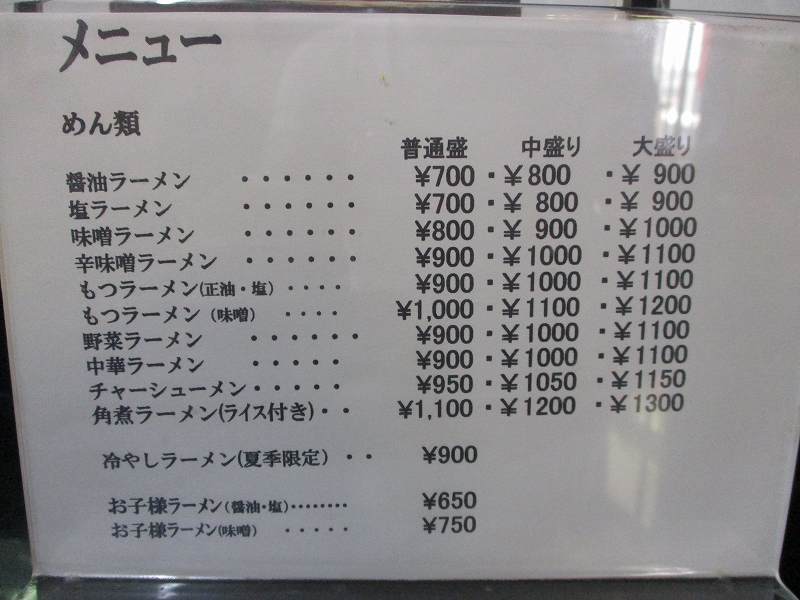 メニュー
めん類
普通盛 中盛り 大盛り
醤油ラーメン ・・・・・・ ¥700 ・¥800 ・¥ 900
塩ラーメン ・・・・・・ ¥700 ・¥ 800 ・¥ 900
味噌ラーメン ・・・・・・ ¥800 ・¥ 900 ・¥1000
辛味噌ラーメン ・・・・・・ ¥900 ・¥1000 ・¥1100
もつラーメン(正油・塩) ・・・・ ¥900 ・¥1000 ・¥1100
もつラーメン(味噌) ・・・・ ¥1,000 ・¥1100 ・¥1200
野菜ラーメン ・・・・・・ ¥900 ・¥1000 ・¥1100
中華ラーメン ・・・・・ ¥900 ・¥1000 ・¥1100
チャーシューメン・・・・・ ¥950 ・¥1050 ・¥1150
角煮ラーメン(ライス付き)・・ ¥1,100 ・¥1200 ・¥1300
冷やしラーメン(夏季限定) ・・ ¥900
お子様ラーメン(醤油・塩)········ ¥650
お子様ラーメン(味噌) ・・・・・ ¥750